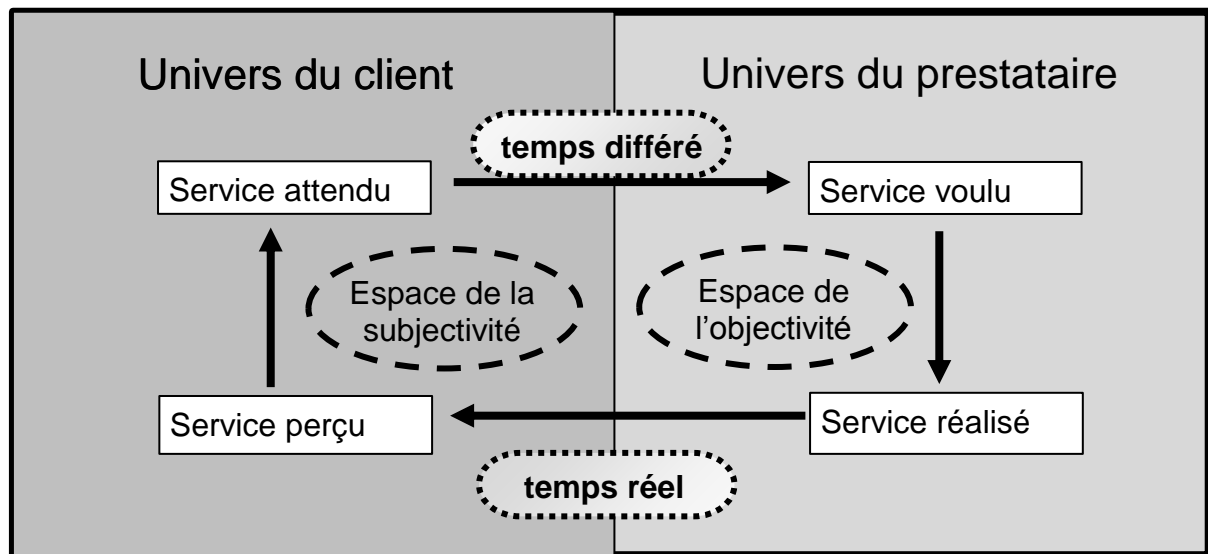 Univers du client
Univers du prestataire
temps différé
Service attendu
Service voulu
Espace de la
subjectivité
Espace de
l’objectivité
Service perçu
Service réalisé
temps réel